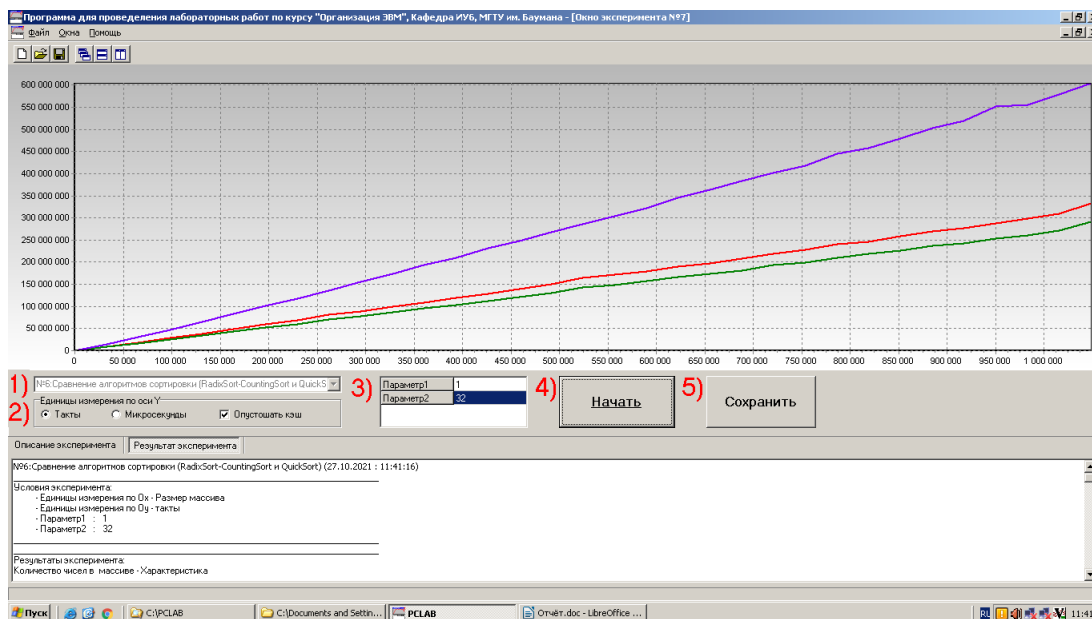 Программа для проведеления лабораторных работ по курсу "Организация ЭВМ", Кафедра ИУ6, МГТУ им. Баумана - [Окно эксперимента №7]
Файл Окна Помощь
600 000 000
550 000 000
500 000 000
450 000 000
400 000 000
350 000 000
300 000 000
250 000 000
200 000 000
150 000 000
100 000 000
50 000 000
0
0 50 000 100 000 150 000 200 000 250 000 300 000 350 000 400 000 450 000 500 000 550 000 600 000 650 000 700 000 750 000 800 000 850 000 900 000 950 000 1 000 000
1) №6:Сравнение алгоритмов сортировки (RadixSort-CountingSort и QuickS
2) Единицы измерения по оси Y
Такты Микросекунды Опустошать кэш
3) Параметр1 1
Параметр2 32
4) Начать
5) Сохранить
Описание эксперимента Результат эксперимента
№6:Сравнение алгоритмов сортировки (RadixSort-CountingSort и QuickSort) (27.10.2021 : 11:41:16)
Условия эксперимента:
- Единицы измерения по Ox - Размер массива
- Единицы измерения по Oy - такты
- Параметр1 : 1
- Параметр2 : 32
Результаты эксперимента:
Количество чисел в массиве - Характеристика
Пуск C:\PCLAB C:\Documents and Settin... PCLAB Отчёт.doc - LibreOffice ... RU 11:41